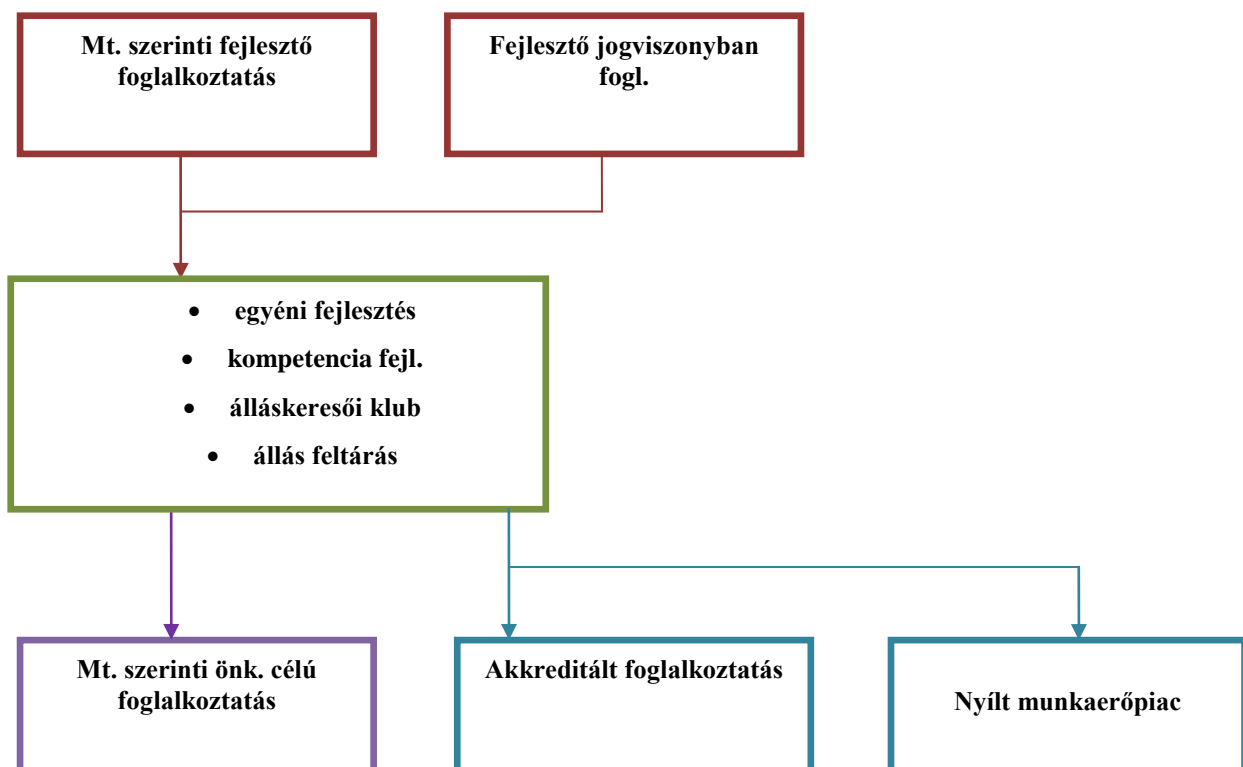 Mt. szerinti fejlesztő
foglalkoztatás
Fejlesztő jogviszonyban
fogl.
• egyéni fejlesztés
• kompetencia fejl.
• álláskeresői klub
• állás feltárás
Mt. szerinti önk. célú
foglalkoztatás
Akkreditált foglalkoztatás
Nyílt munkaerőpiac